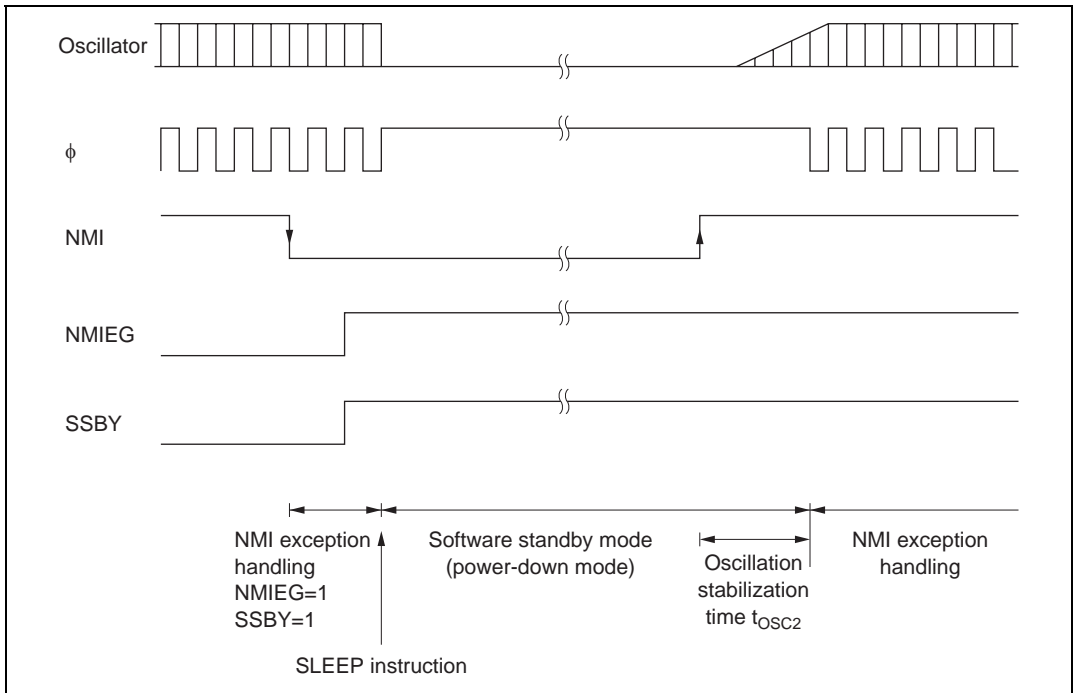 Oscillator
φ
NMI
NMIEG
SSBY
NMI exception
handling
NMIEG=1
SSBY=1
SLEEP instruction
Software standby mode
(power-down mode)
Oscillation
stabilization
time tOSC2
NMI exception
handling